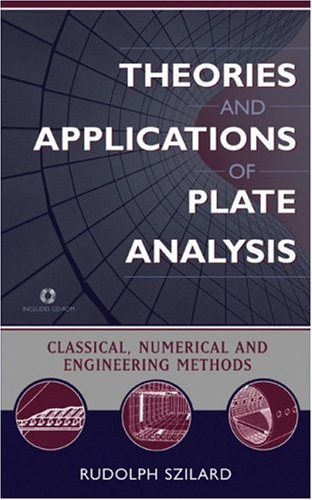 THEORIES
AND
APPLICATIONS
OF
PLATE
ANALYSIS
INCLUDES CD-ROM
CLASSICAL, NUMERICAL AND
ENGINEERING METHODS
RUDOLPH SZILARD